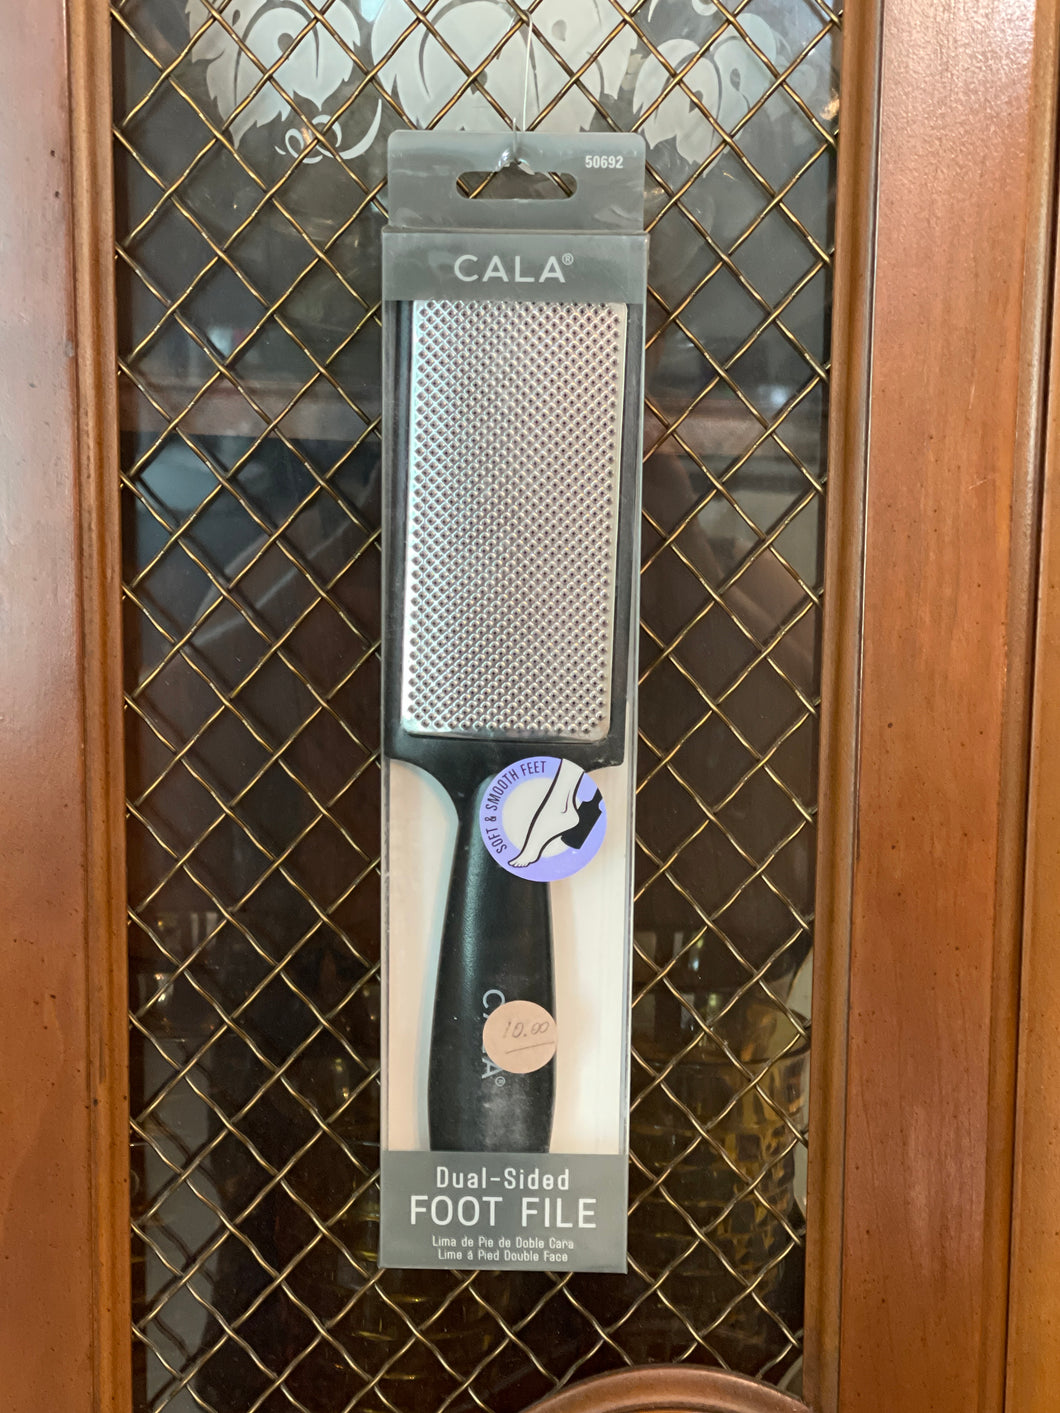 50692
CALA®
SOFT & SMOOTH FEET
10.00
Dual-Sided
FOOT FILE
Lima de Pie de Doble Cara
Lime á Pied Double Face